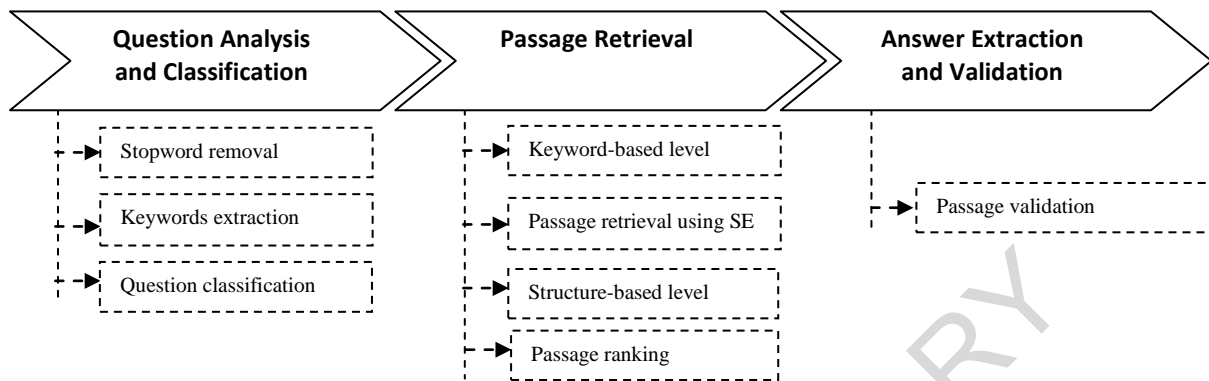 Question Analysis
and Classification
Stopword removal
Keywords extraction
Question classification
Passage Retrieval
Keyword-based level
Passage retrieval using SE
Structure-based level
Passage ranking
Answer Extraction
and Validation
Passage validation
RY